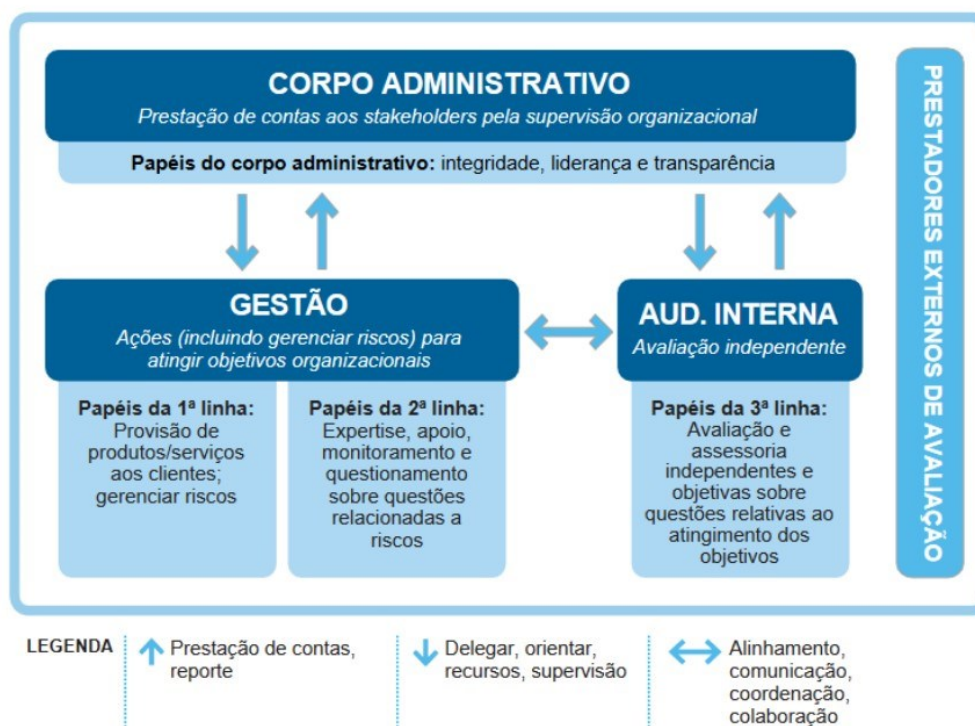 CORPO ADMINISTRATIVO
Prestação de contas aos stakeholders pela supervisão organizacional
Papéis do corpo administrativo: integridade, liderança e transparência
GESTÃO
Ações (incluindo gerenciar riscos) para
atingir objetivos organizacionais
Papéis da 1ª linha:
Provisão de
produtos/serviços
aos clientes;
gerenciar riscos
Papéis da 2ª linha:
Expertise, apoio,
monitoramento e
questionamento
sobre questões
relacionadas a
riscos
AUD. INTERNA
Avaliação independente
Papéis da 3ª linha:
Avaliação e
assessoria
independentes e
objetivas sobre
questões relativas ao
atingimento dos
objetivos
PRESTADORES EXTERNOS DE AVALIAÇÃO
LEGENDA
Prestação de contas,
reporte
Delegar, orientar,
recursos, supervisão
Alinhamento,
comunicação,
coordenação,
colaboração